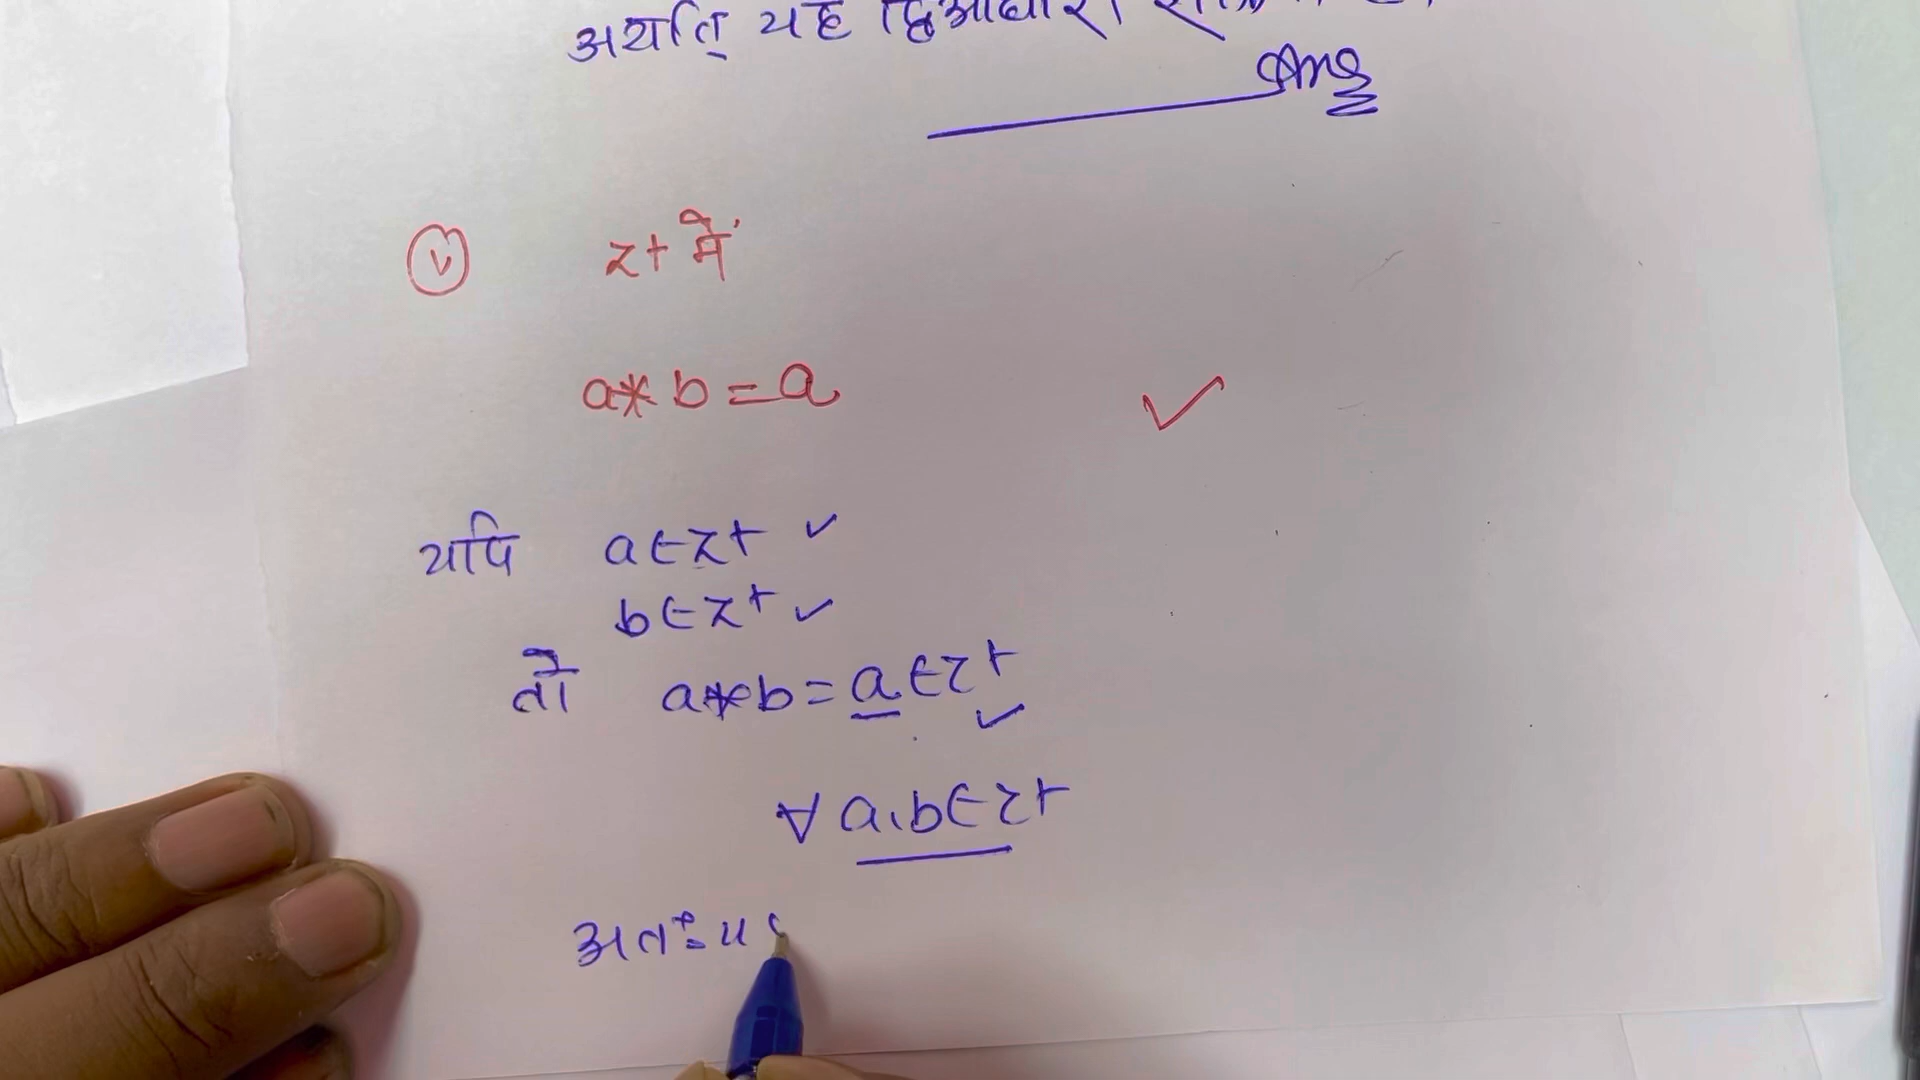 अर्थात् यह द्विआधारी
Ans
(v) z+ में
a*b=a
यदि a∈z+ ✓
b∈z+ ✓
तो a*b=a∈z+ ✓
∀ a,b∈z+
अतः